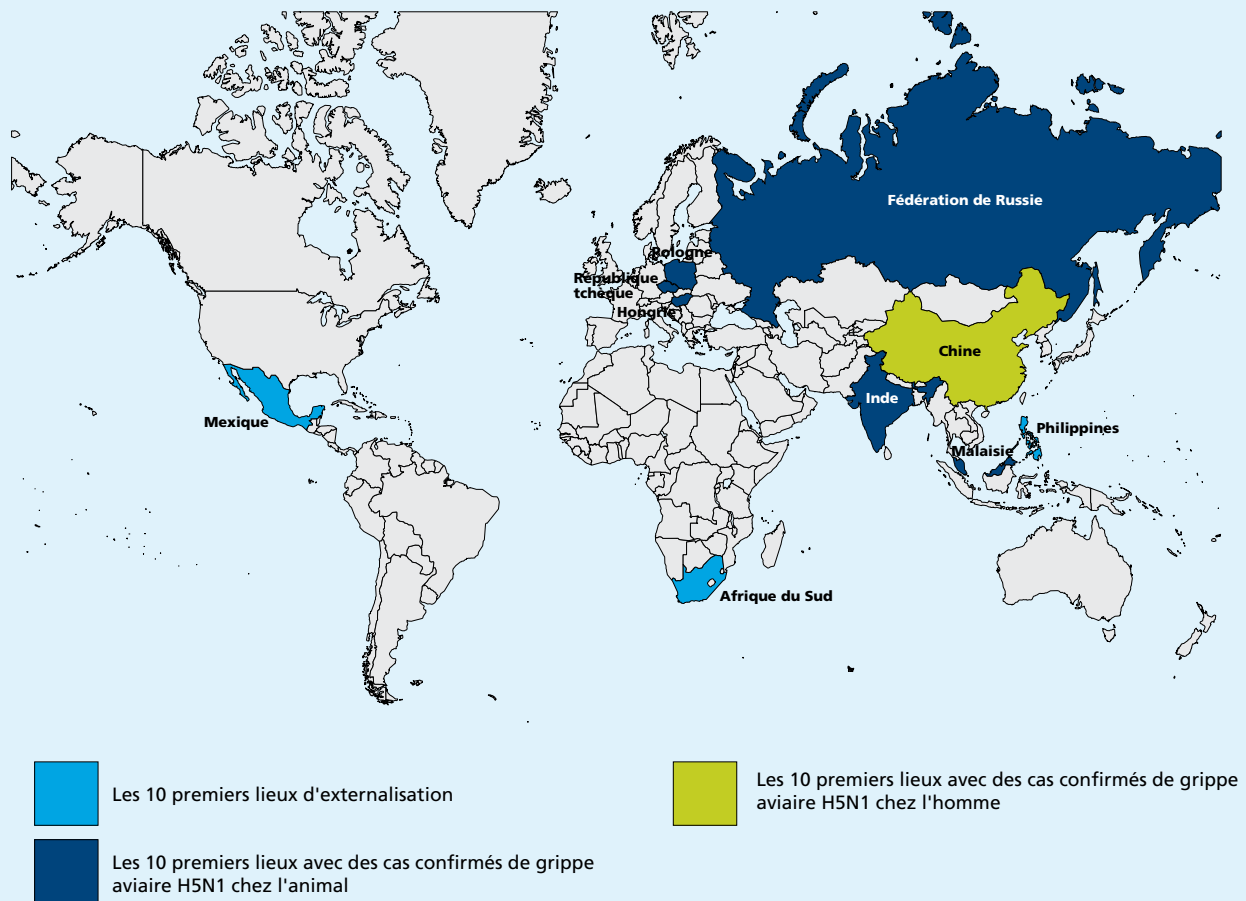 Fédération de Russie
Pologne
République
tchèque
Hongrie
Chine
Inde
Mexique
Philippines
Malaisie
Afrique du Sud
Les 10 premiers lieux d'externalisation
Les 10 premiers lieux avec des cas confirmés de grippe
aviaire H5N1 chez l'animal
Les 10 premiers lieux avec des cas confirmés de grippe
aviaire H5N1 chez l'homme